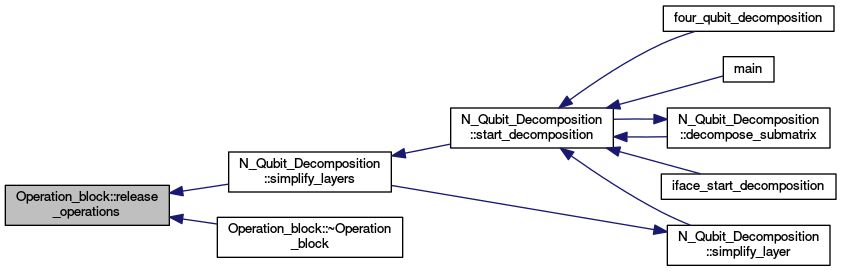 four_qubit_decomposition
main
N_Qubit_Decomposition
::start_decomposition
N_Qubit_Decomposition
::decompose_submatrix
N_Qubit_Decomposition
::simplify_layers
iface_start_decomposition
Operation_block::release
_operations
Operation_block::~Operation
_block
N_Qubit_Decomposition
::simplify_layer